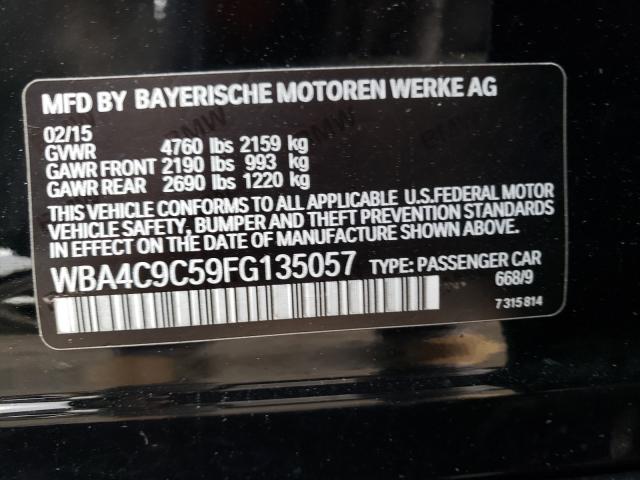 MFD BY BAYERISCHE MOTOREN WERKE AG
02/15
GVWR 4760 lbs 2159 kg
GAWR FRONT 2190 lbs 993 kg
GAWR REAR 2690 lbs 1220 kg
THIS VEHICLE CONFORMS TO ALL APPLICABLE U.S.FEDERAL MOTOR
VEHICLE SAFETY, BUMPER AND THEFT PREVENTION STANDARDS
IN EFFECT ON THE DATE OF MANUFACTURE SHOWN ABOVE.
WBA4C9C59FG135057 TYPE: PASSENGER CAR
668/9
7 315 814
BMW
BMW
BMW